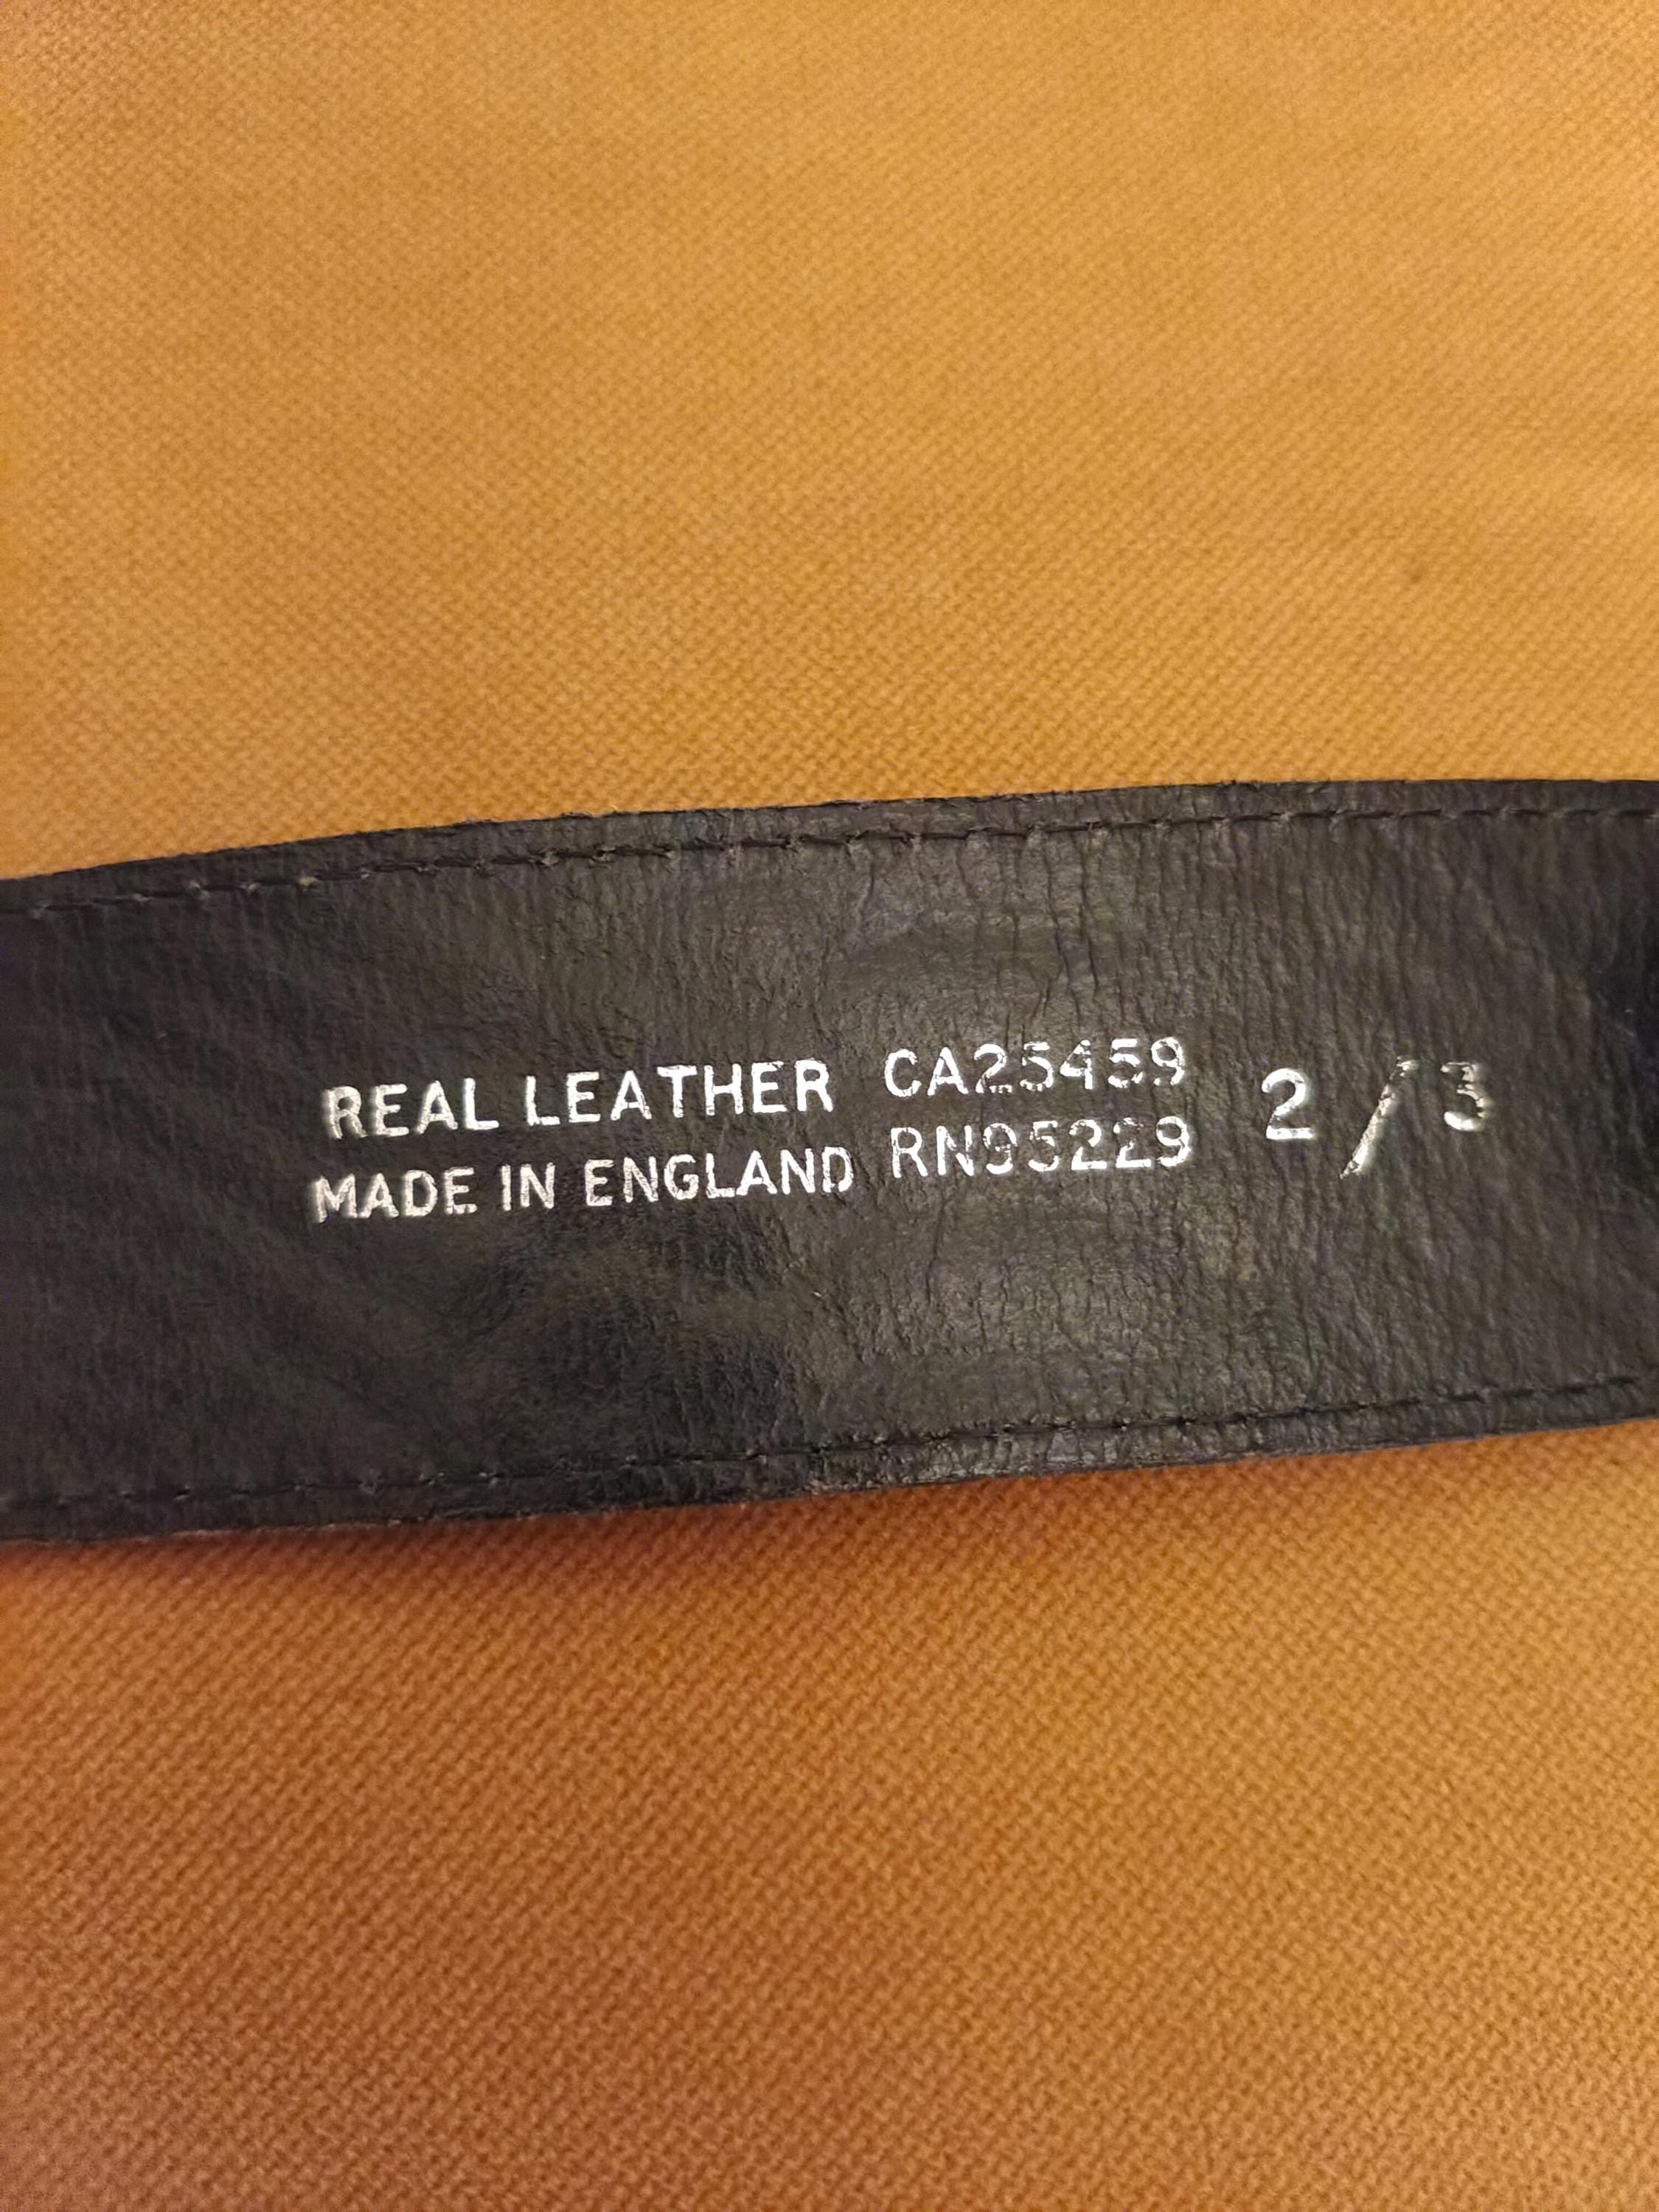 REAL LEATHER CA25459 2/3
MADE IN ENGLAND RN95229